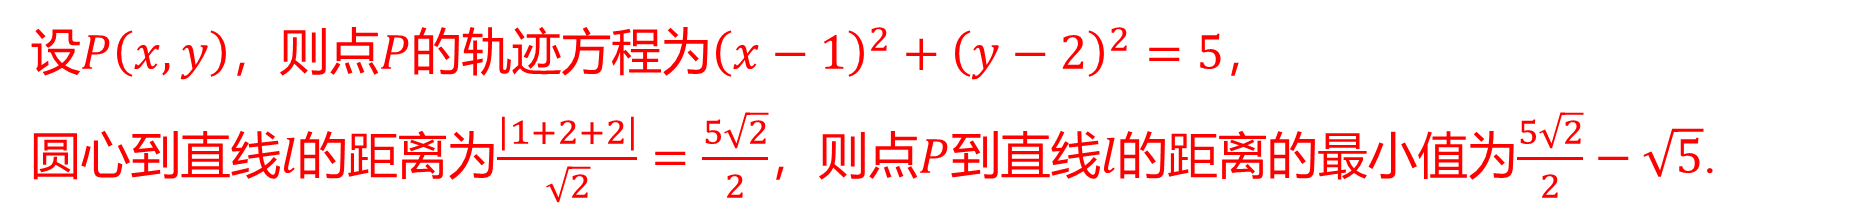 设P(x, y)，则点P的轨迹方程为(x − 1)² + (y − 2)² = 5，
圆心到直线l的距离为|1+2+2|/√2 = 5√2/2，则点P到直线l的距离的最小值为5√2/2 − √5.